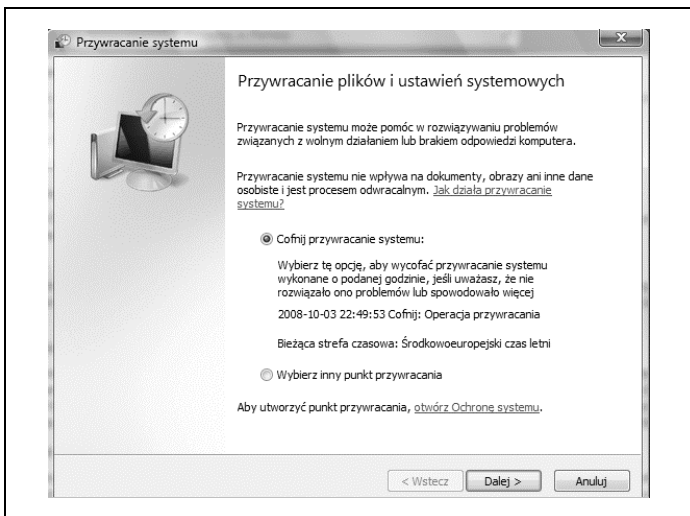 Przywracanie systemu
Przywracanie plików i ustawień systemowych
Przywracanie systemu może pomóc w rozwiązywaniu problemów
związanych z wolnym działaniem lub brakiem odpowiedzi komputera.
Przywracanie systemu nie wpływa na dokumenty, obrazy ani inne dane
osobiste i jest procesem odwracalnym. Jak działa przywracanie
systemu?
Cofnij przywracanie systemu:
Wybierz tę opcję, aby wycofać przywracanie systemu
wykonane o podanej godzinie, jeśli uważasz, że nie
rozwiązało ono problemów lub spowodowało więcej
2008-10-03 22:49:53 Cofnij: Operacja przywracania
Bieżąca strefa czasowa: Środkowoeuropejski czas letni
Wybierz inny punkt przywracania
Aby utworzyć punkt przywracania, otwórz Ochronę systemu.
< Wstecz Dalej > Anuluj